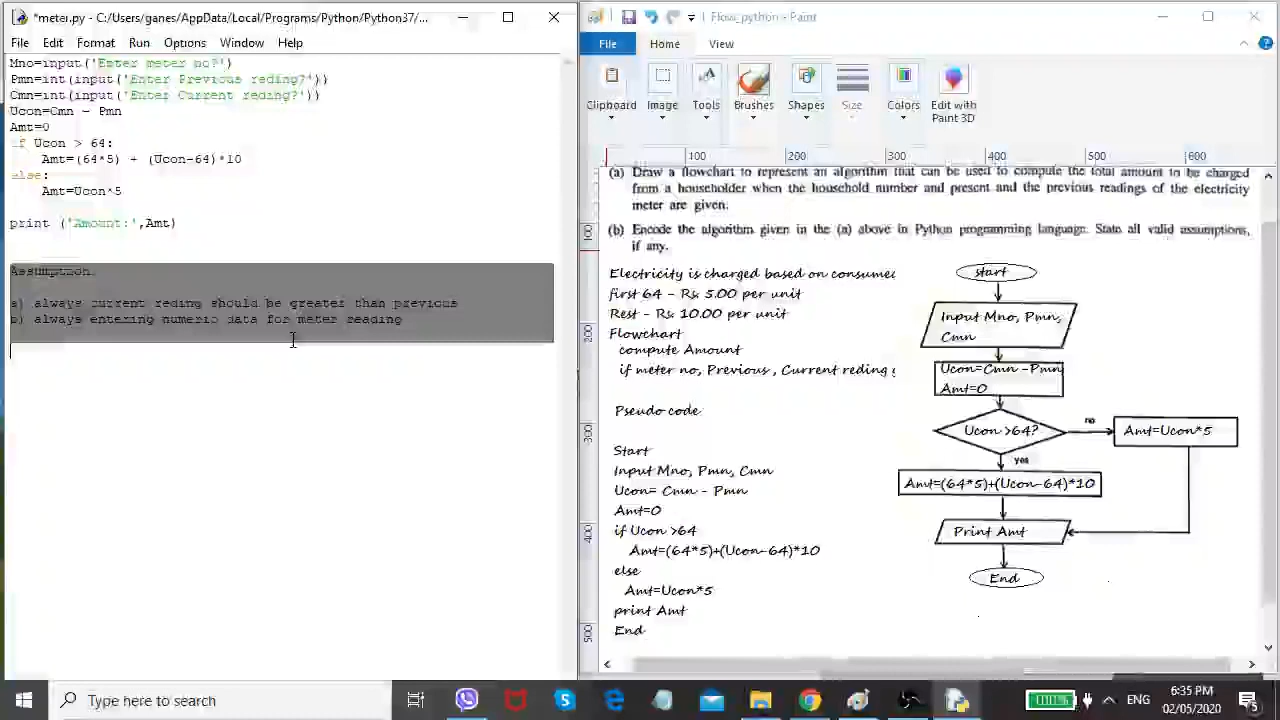 *meter.py - C:/Users/ganes/AppData/Local/Programs/Python/Python37/...
File Edit Format Run Options Window Help
Mno=input('Enter meter no?')
Pmn=int(input('Enter Previous reding?'))
Cmn=int(input('Enter Current reding?'))
Ucon=Cmn - Pmn
Amt=0
if Ucon > 64:
Amt=(64*5) + (Ucon-64)*10
else:
Amt=Ucon*5
print ('Amount:',Amt)
Assumption
a) always current reding should be greater than previous
b) always entering numeric data for meter reading
Flow_python - Paint
File Home View
Clipboard Image Tools Brushes Shapes Size Colors Edit with Paint 3D
100 200 300 400 500 600
100
200
300
400
500
(a) Draw a flowchart to represent an algorithm that can be used to compute the total amount to be charged
from a householder when the household number and present and the previous readings of the electricity
meter are given.
(b) Encode the algorithm given in the (a) above in Python programming language. State all valid assumptions,
if any.
Electricity is charged based on consumed
first 64 - Rs. 5.00 per unit
Rest - Rs. 10.00 per unit
Flowchart
compute Amount
if meter no, Previous , Current reding g
Pseudo code
Start
Input Mno, Pmn, Cmn
Ucon= Cmn - Pmn
Amt=0
if Ucon >64
Amt=(64*5)+(Ucon-64)*10
else
Amt=Ucon*5
print Amt
End
start
Input Mno, Pmn,
Cmn
Ucon=Cmn -Pmn
Amt=0
Ucon >64?
no
Amt=Ucon*5
yes
Amt=(64*5)+(Ucon-64)*10
Print Amt
End
Type here to search
ENG
6:35 PM
02/05/2020
5